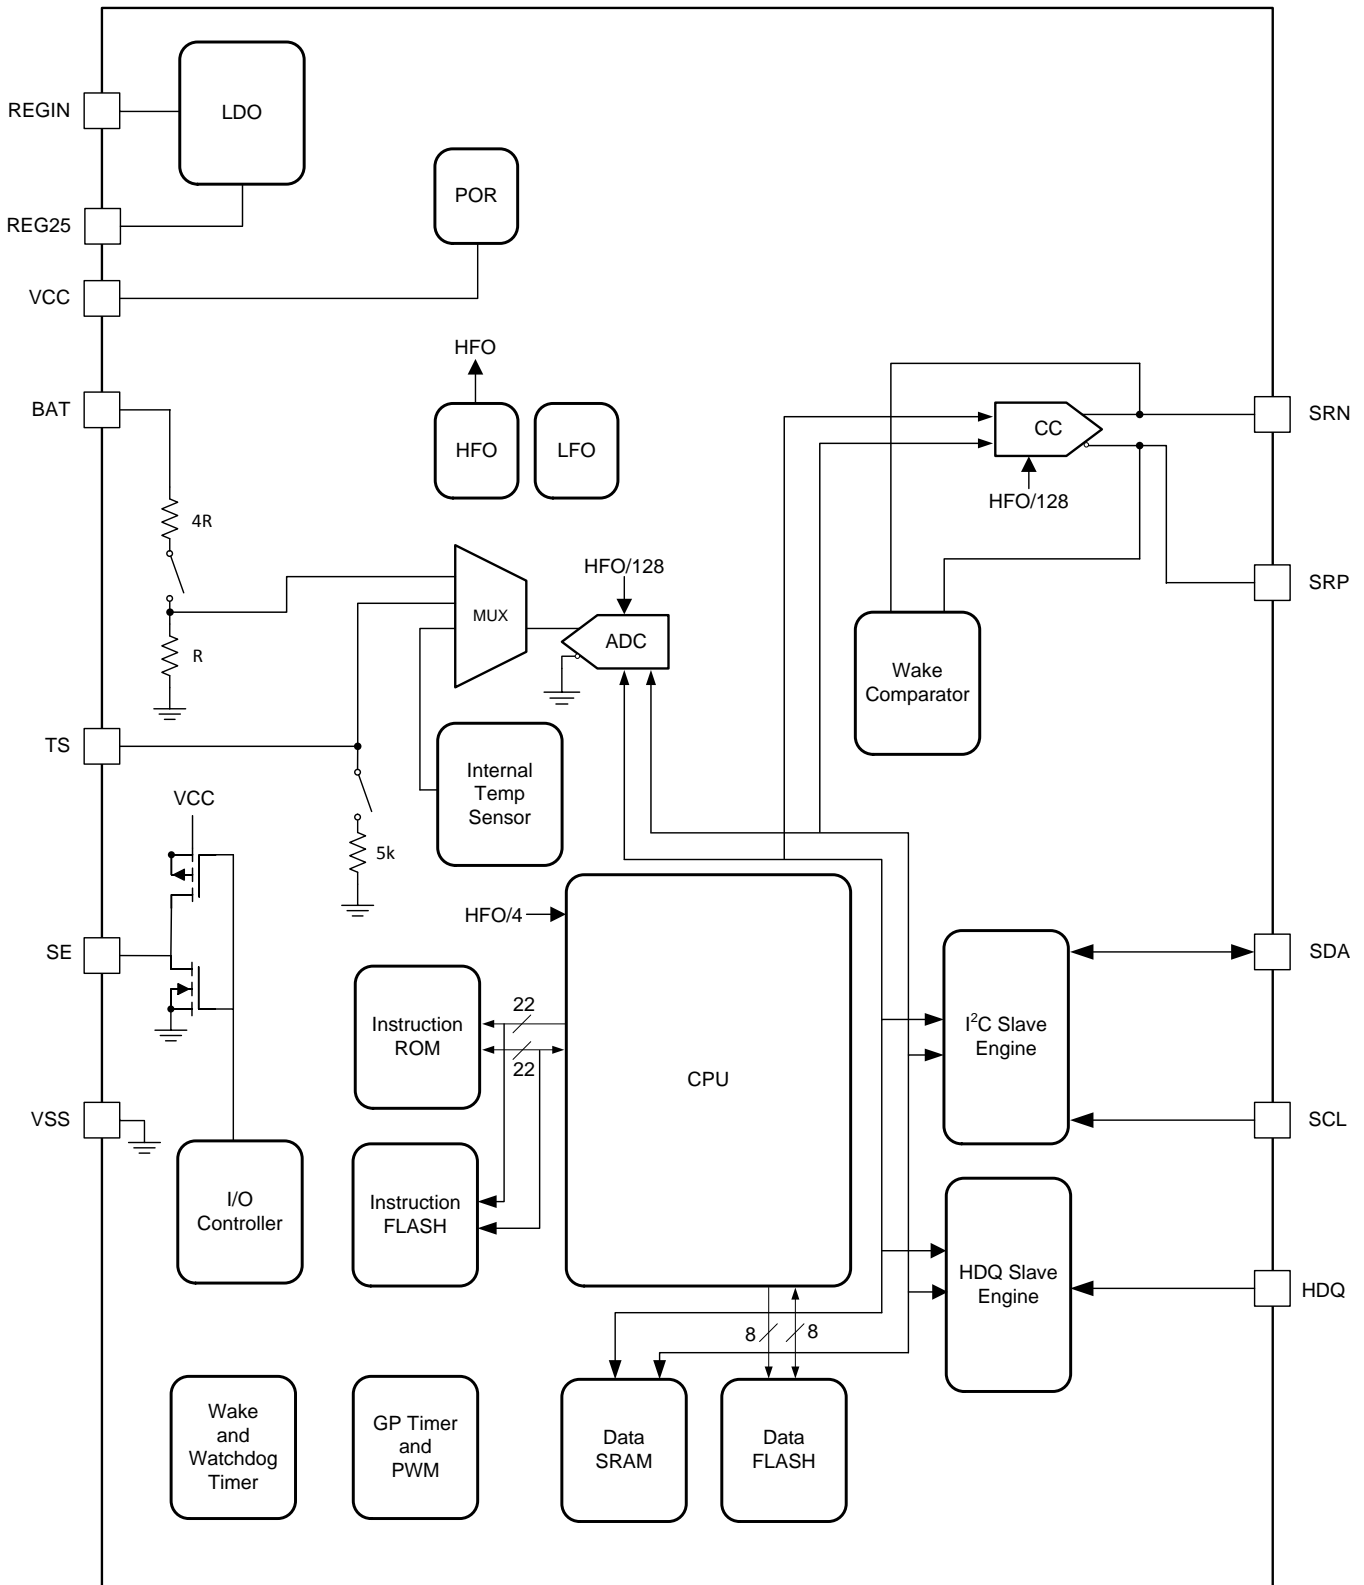 REGIN
LDO
POR
REG25
VCC
HFO
BAT
HFO
LFO
CC
SRN
HFO/128
4R
HFO/128
SRP
MUX
ADC
R
Wake
Comparator
TS
Internal
Temp
Sensor
VCC
5k
HFO/4
SE
SDA
22
Instruction
ROM
I²C Slave
Engine
22
CPU
VSS
SCL
I/O
Controller
Instruction
FLASH
HDQ Slave
Engine
HDQ
8
8
Wake
and
Watchdog
Timer
GP Timer
and
PWM
Data
SRAM
Data
FLASH